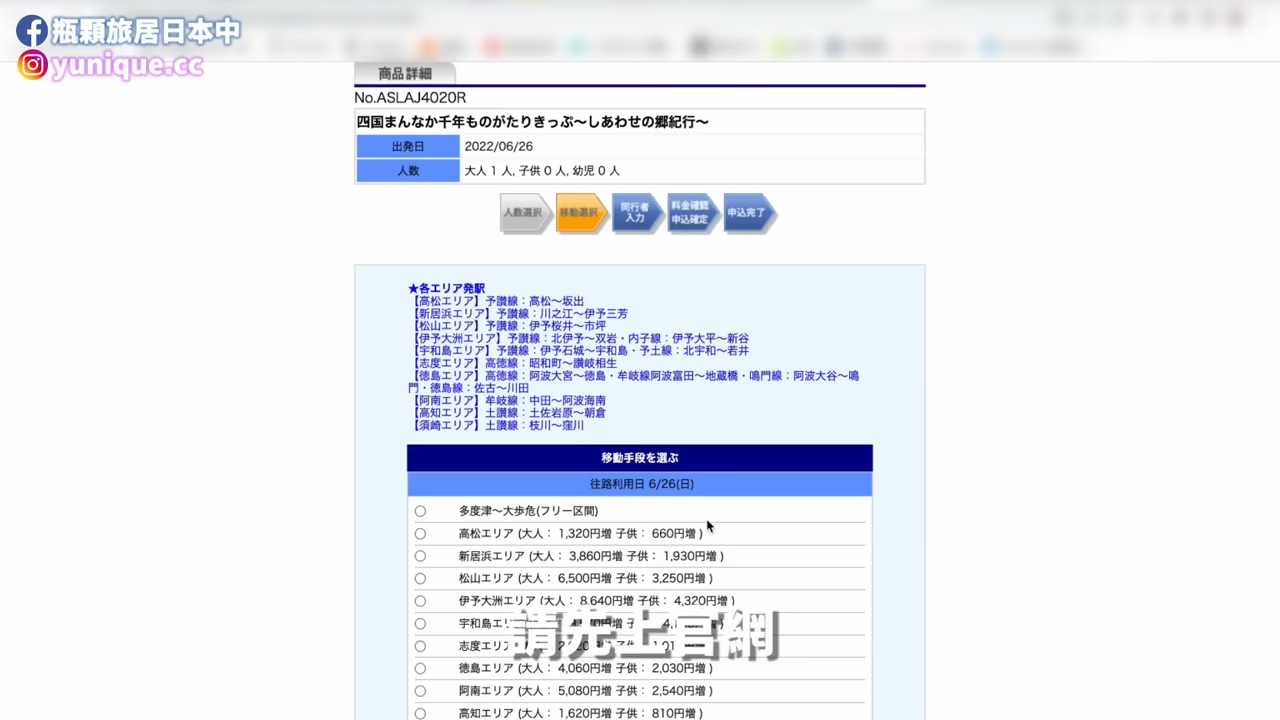 瓶顆旅居日本中
yunique.cc
商品詳細
No.ASLAJ4020R
四国まんなか千年ものがたりきっぷ～しあわせの郷紀行～
出発日 2022/06/26
人数 大人 1 人, 子供 0 人, 幼児 0 人
人数選択 移動選択 同行者入力 料金確認申込確定 申込完了
★各エリア発駅
【高松エリア】予讃線：高松～坂出
【新居浜エリア】予讃線：川之江～伊予三芳
【松山エリア】予讃線：伊予桜井～市坪
【伊予大洲エリア】予讃線：北伊予～双岩・内子線：伊予大平～新谷
【宇和島エリア】予讃線：伊予石城～宇和島・予土線：北宇和～若井
【志度エリア】高徳線：昭和町～讃岐相生
【徳島エリア】高徳線：阿波大宮～徳島・牟岐線阿波富田～地蔵橋・鳴門線：阿波大谷～鳴
門・徳島線：佐古～川田
【阿南エリア】牟岐線：中田～阿波海南
【高知エリア】土讃線：土佐岩原～朝倉
【須崎エリア】土讃線：枝川～窪川
移動手段を選ぶ
往路利用日 6/26(日)
多度津～大歩危(フリー区間)
高松エリア (大人： 1,320円増 子供： 660円増 )
新居浜エリア (大人： 3,860円増 子供： 1,930円増 )
松山エリア (大人： 6,500円増 子供： 3,250円増 )
伊予大洲エリア (大人： 8,640円増 子供： 4,320円増 )
宇和島エリ
請先上官網
志度エリア
徳島エリア (大人： 4,060円増 子供： 2,030円増 )
阿南エリア (大人： 5,080円増 子供： 2,540円増 )
高知エリア (大人： 1,620円増 子供： 810円増 )